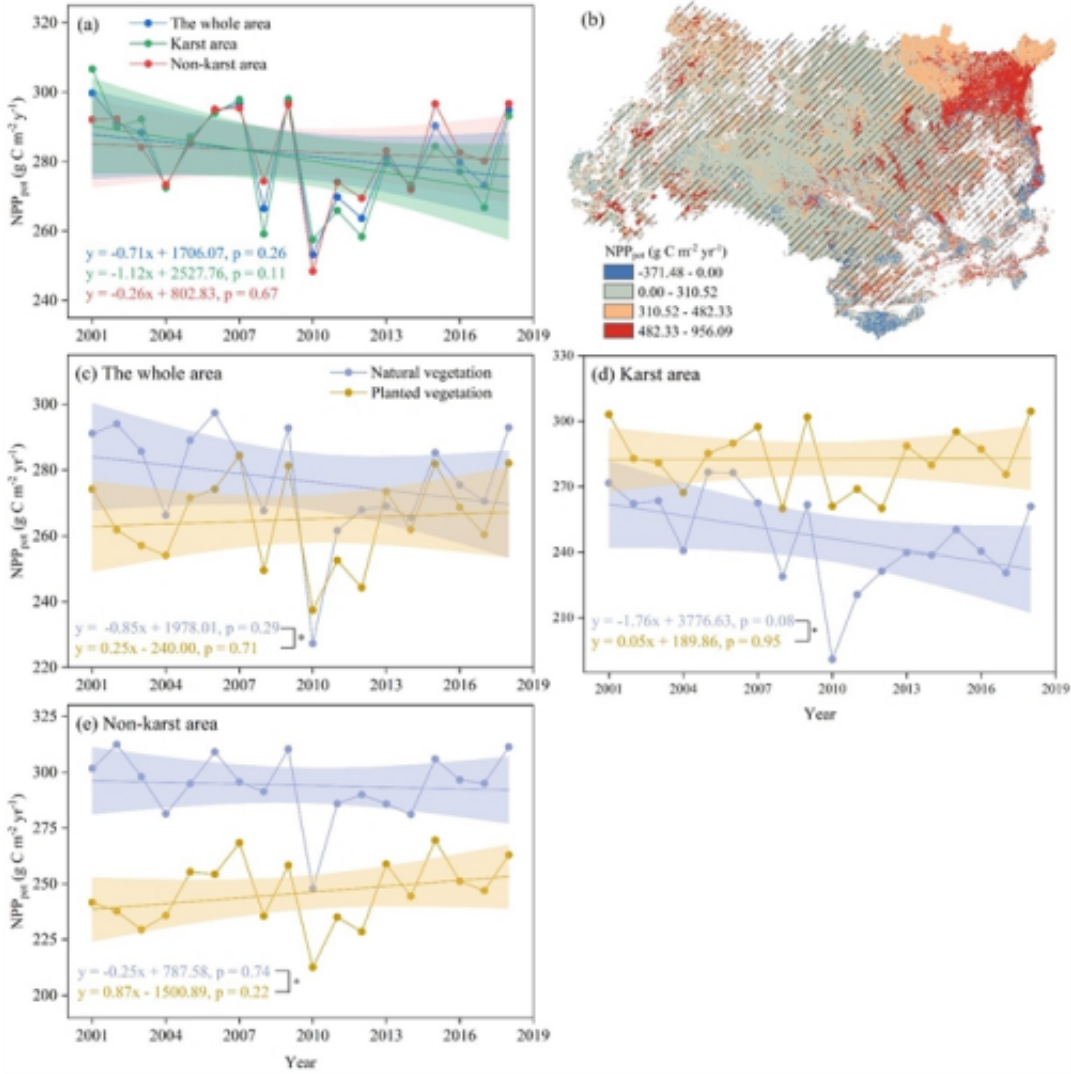 (a)
The whole area
Karst area
Non-karst area
NPPpot (g C m-2 y-1)
320
300
280
260
240
y = -0.71x + 1706.07, p = 0.26
y = -1.12x + 2527.76, p = 0.11
y = -0.26x + 802.83, p = 0.67
2001 2004 2007 2010 2013 2016 2019
(b)
NPPpot (g C m-2 yr-1)
-371.48 - 0.00
0.00 - 310.52
310.52 - 482.33
482.33 - 956.09
(c) The whole area
Natural vegetation
Planted vegetation
NPPpot (g C m-2 yr-1)
300
280
260
240
220
y = -0.85x + 1978.01, p = 0.29
y = 0.25x - 240.00, p = 0.71
*
2001 2004 2007 2010 2013 2016 2019
(d) Karst area
330
300
270
240
210
y = -1.76x + 3776.63, p = 0.08
y = 0.05x + 189.86, p = 0.95
*
2001 2004 2007 2010 2013 2016 2019
Year
(e) Non-karst area
NPPpot (g C m-2 yr-1)
325
300
275
250
225
200
y = -0.25x + 787.58, p = 0.74
y = 0.87x - 1500.89, p = 0.22
*
2001 2004 2007 2010 2013 2016 2019
Year